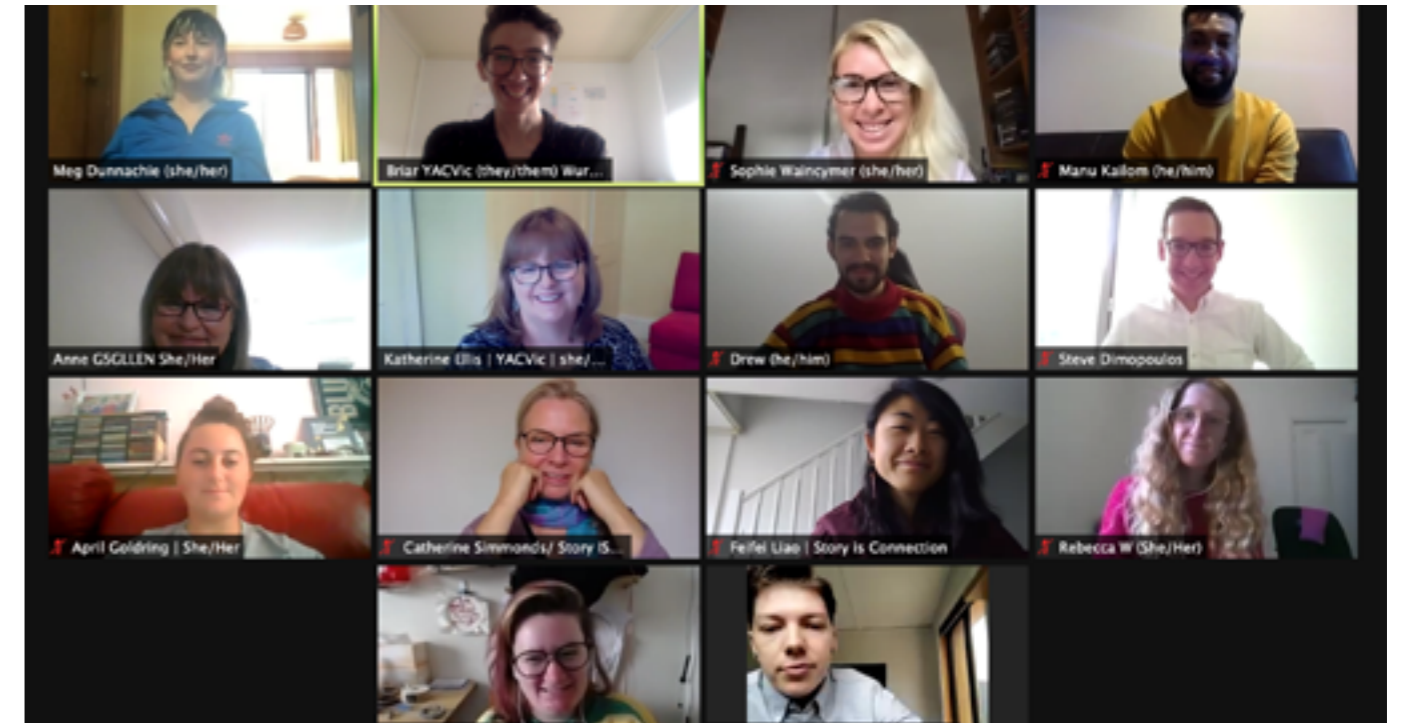 Meg Dunnachie (she/her)
Briar YACVic (they/them) Wur...
Sophie Waincymer (she/her)
Manu Kailom (he/him)
Anne GSGLLEN She/Her
Katherine Ellis | YACVic | she/...
Drew (he/him)
Steve Dimopoulos
April Goldring | She/Her
Catherine Simmonds/ Story IS...
Feifei Liao | Story is Connection
Rebecca W (She/Her)